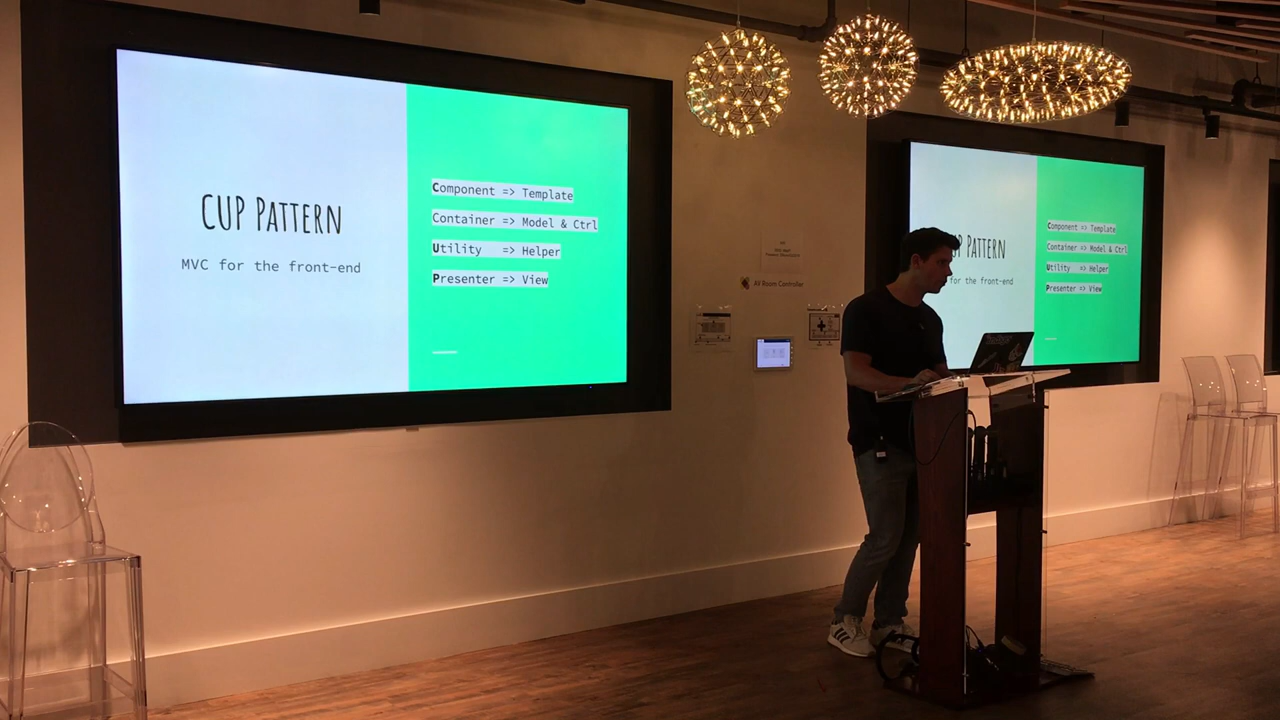 CUP PATTERN
MVC for the front-end
Component => Template
Container => Model & Ctrl
Utility => Helper
Presenter => View
AV Room Controller
UP PATTERN
for the front-end
Component => Template
Container => Model & Ctrl
Utility => Helper
Presenter => View